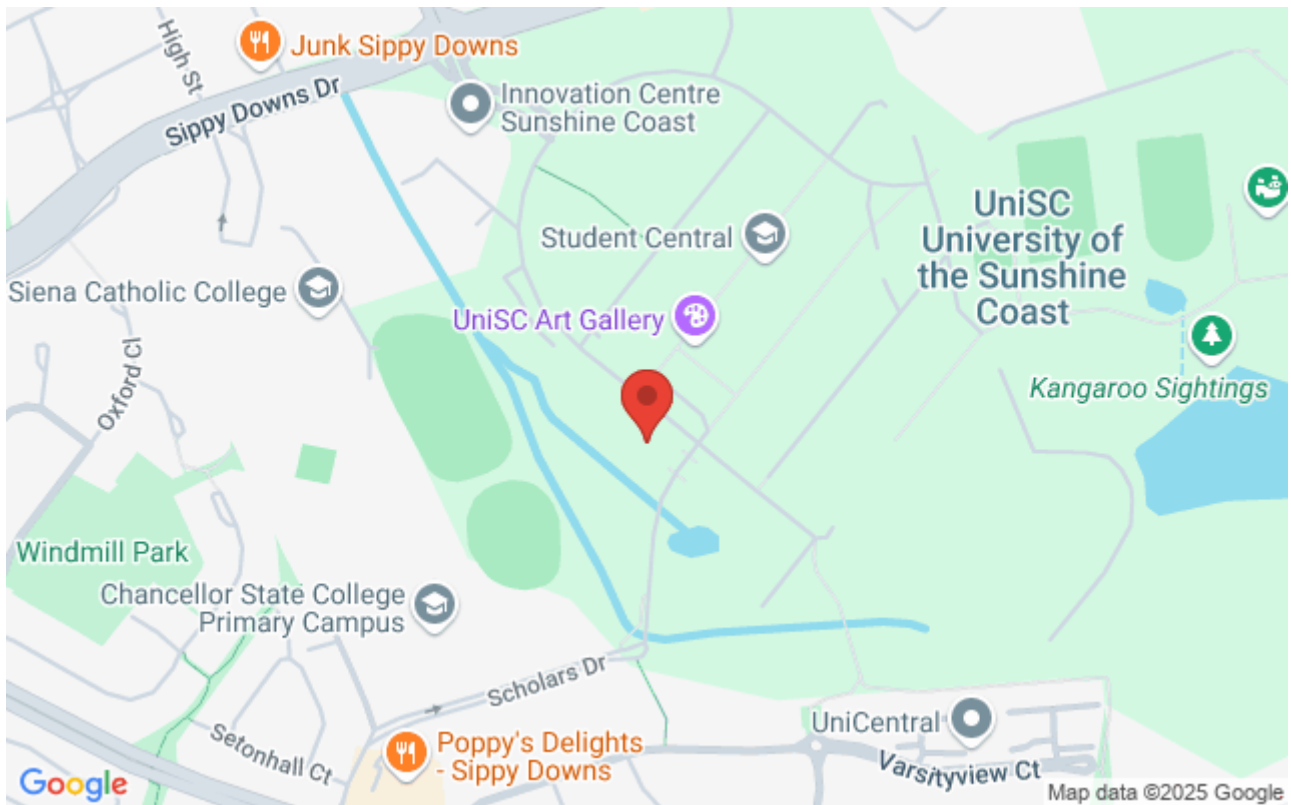 High St
Junk Sippy Downs
Sippy Downs Dr
Innovation Centre
Sunshine Coast
Student Central
UniSC
University of
the Sunshine
Coast
Siena Catholic College
UniSC Art Gallery
Oxford Cl
Kangaroo Sightings
Windmill Park
Chancellor State College
Primary Campus
Scholars Dr
Setonhall Ct
UniCentral
Poppy's Delights
- Sippy Downs
Varsityview Ct
Google
Map data ©2025 Google